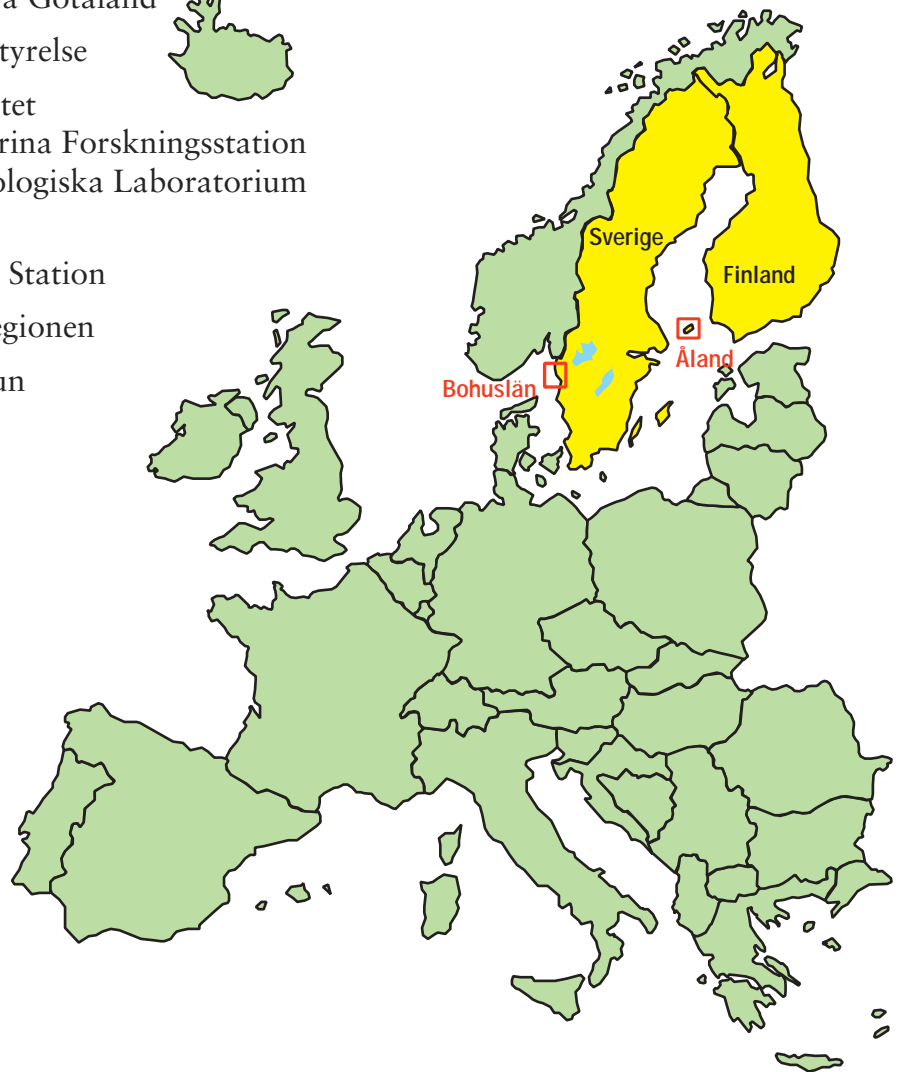 a Götaland
tyrelse
tet
rina Forskningsstation
ologiska Laboratorium
Station
egionen
un
Sverige
Finland
Åland
Bohuslän